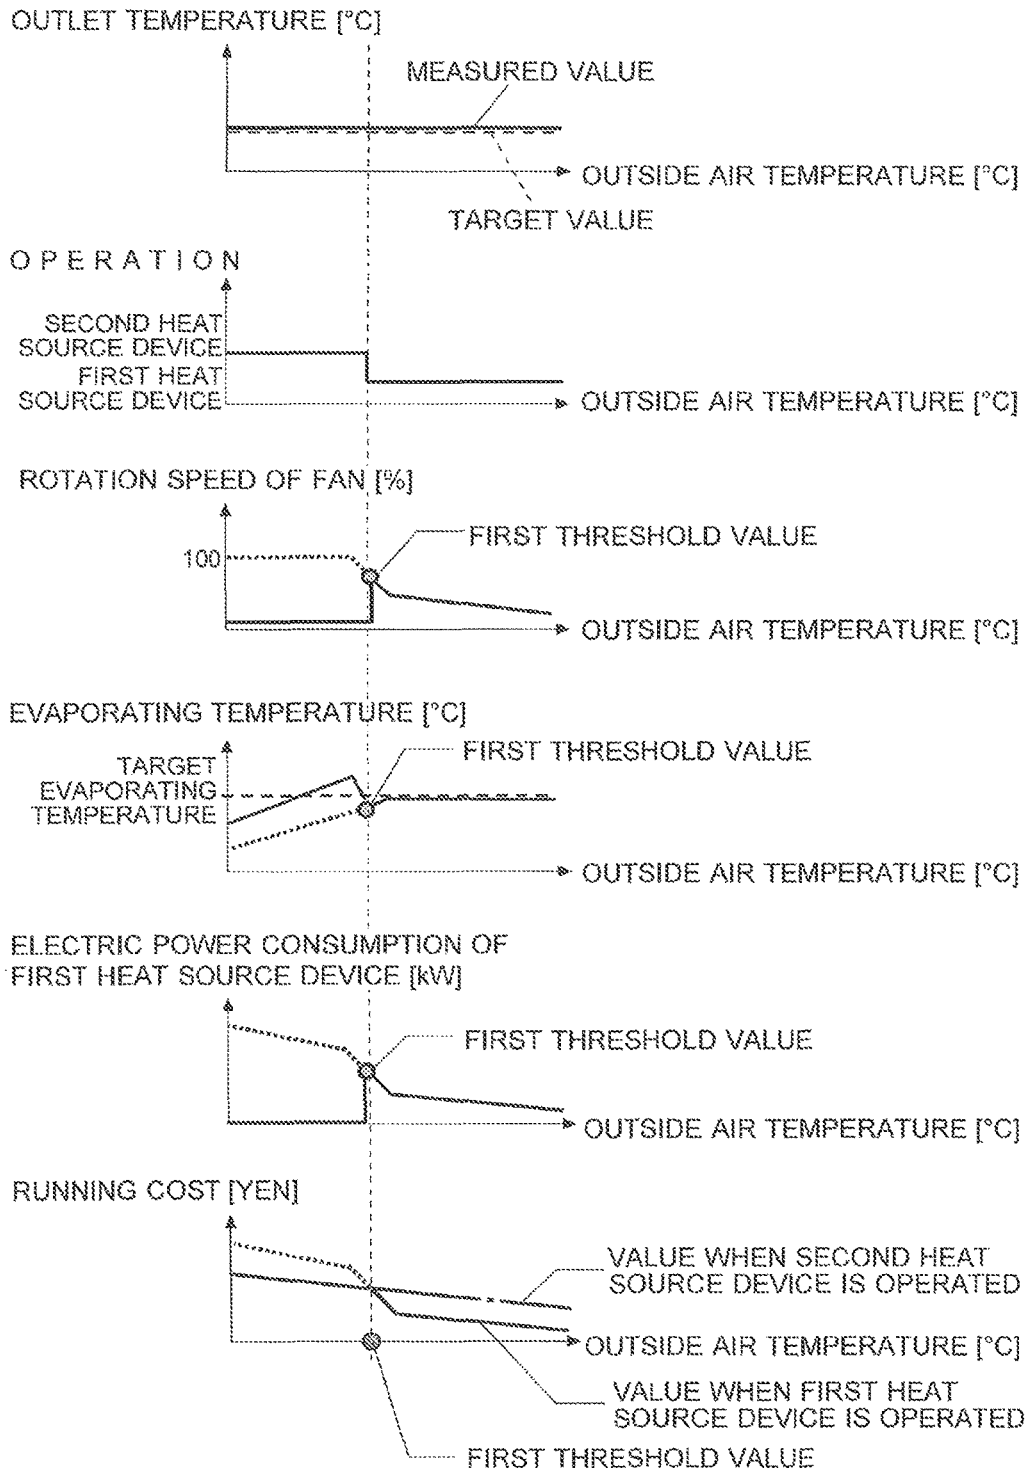 OUTLET TEMPERATURE [°C]
MEASURED VALUE
OUTSIDE AIR TEMPERATURE [°C]
TARGET VALUE
OPERATION
SECOND HEAT
SOURCE DEVICE
FIRST HEAT
SOURCE DEVICE
OUTSIDE AIR TEMPERATURE [°C]
ROTATION SPEED OF FAN [%]
FIRST THRESHOLD VALUE
100
OUTSIDE AIR TEMPERATURE [°C]
EVAPORATING TEMPERATURE [°C]
FIRST THRESHOLD VALUE
TARGET
EVAPORATING
TEMPERATURE
OUTSIDE AIR TEMPERATURE [°C]
ELECTRIC POWER CONSUMPTION OF
FIRST HEAT SOURCE DEVICE [kW]
FIRST THRESHOLD VALUE
OUTSIDE AIR TEMPERATURE [°C]
RUNNING COST [YEN]
VALUE WHEN SECOND HEAT
SOURCE DEVICE IS OPERATED
OUTSIDE AIR TEMPERATURE [°C]
VALUE WHEN FIRST HEAT
SOURCE DEVICE IS OPERATED
FIRST THRESHOLD VALUE